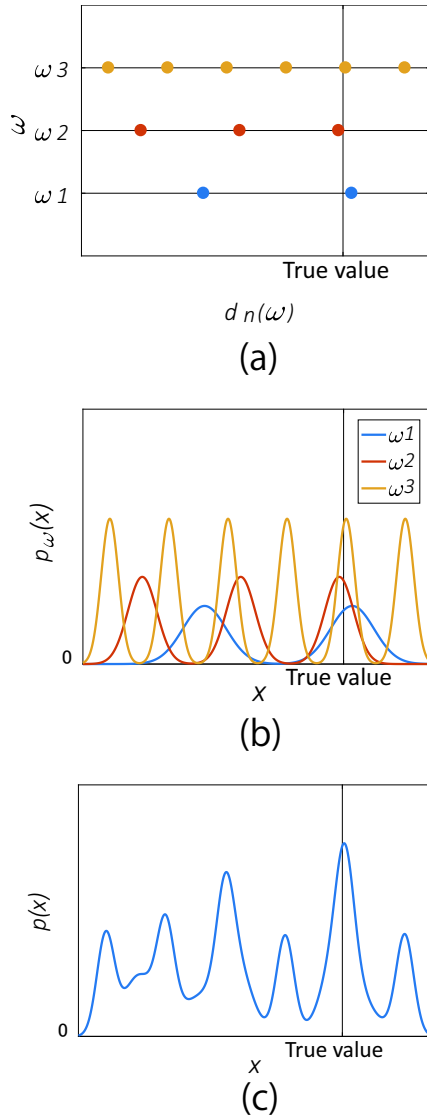 ω
ω 3
ω 2
ω 1
True value
d n(ω)
(a)
pω(x)
ω1
ω2
ω3
0
True value
x
(b)
p(x)
0
True value
x
(c)